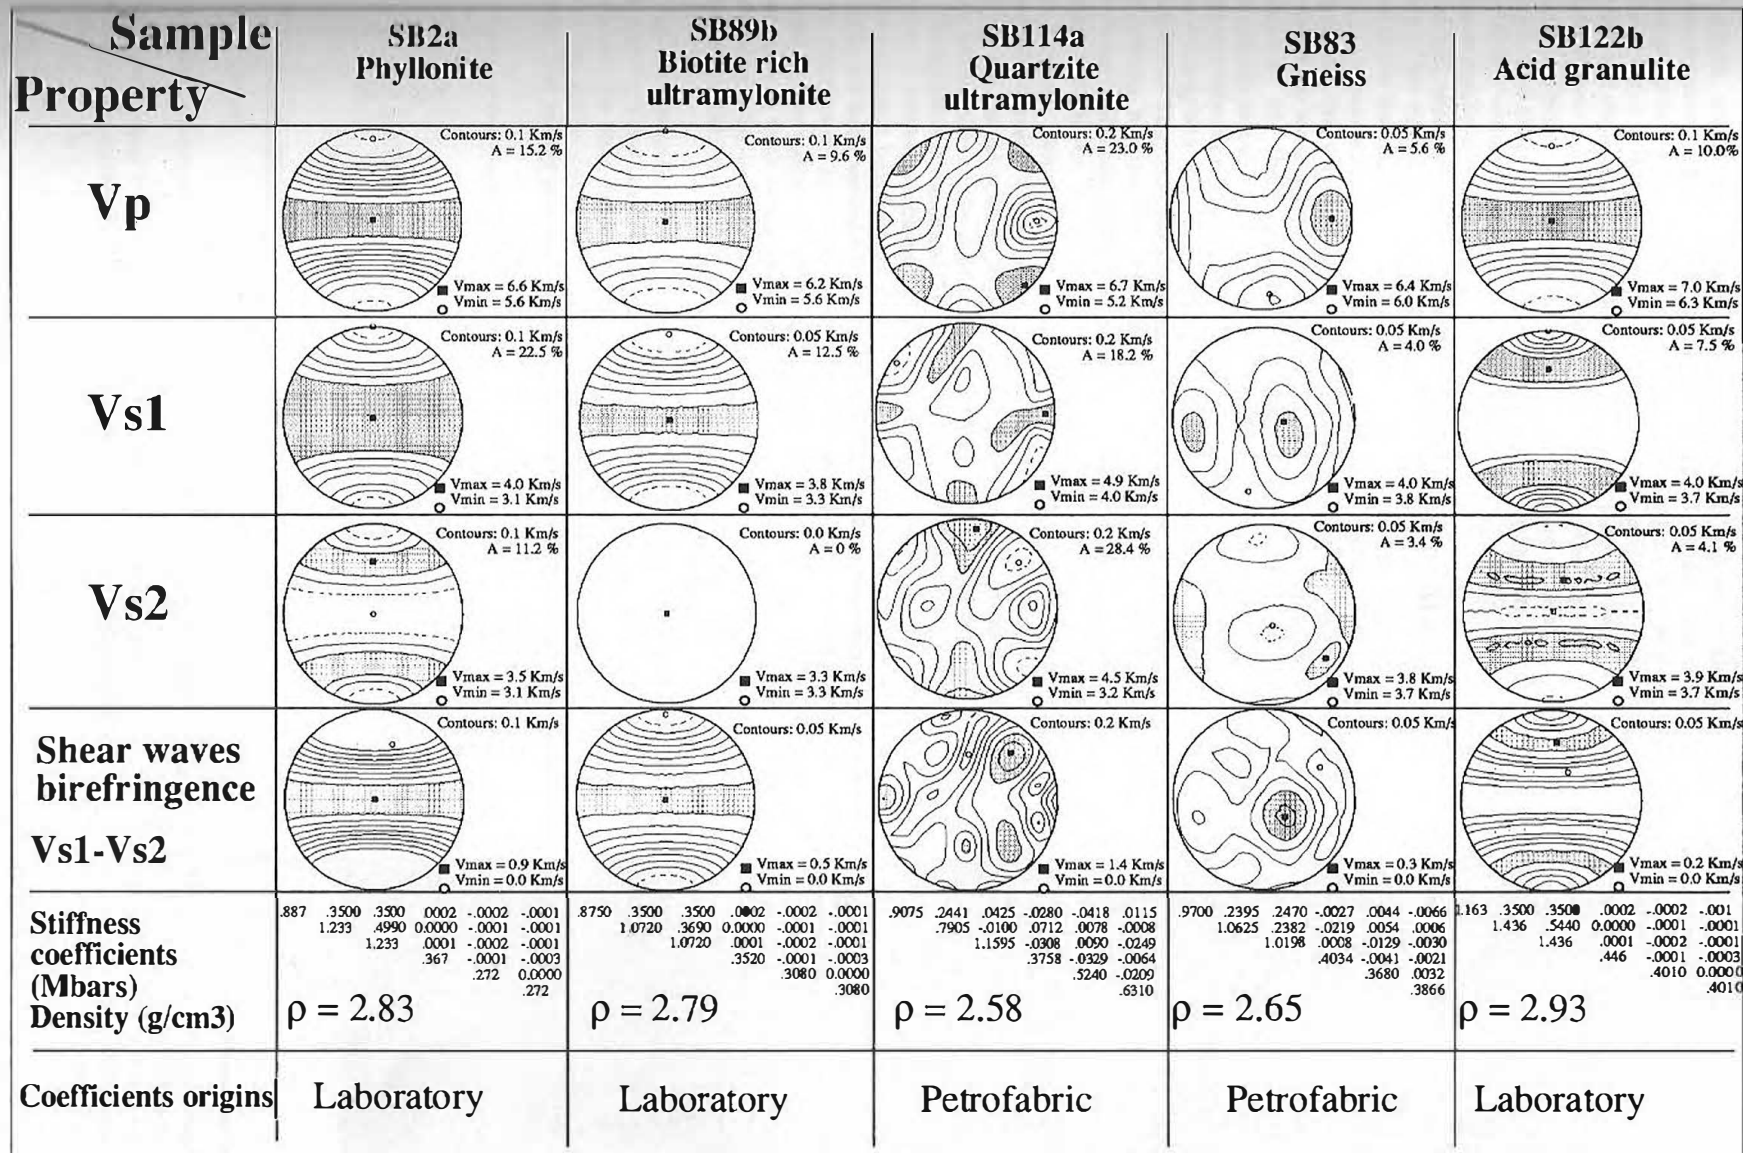 Sample
Property
SB2a
Phyllonite
SB89b
Biotite rich
ultramylonite
SB114a
Quartzite
ultramylonite
SB83
Gneiss
SB122b
Acid granulite
Vp
Contours: 0.1 Km/s
A = 15.2 %
Vmax = 6.6 Km/s
Vmin = 5.6 Km/s
Contours: 0.1 Km/s
A = 9.6 %
Vmax = 6.2 Km/s
Vmin = 5.6 Km/s
Contours: 0.2 Km/s
A = 23.0 %
Vmax = 6.7 Km/s
Vmin = 5.2 Km/s
Contours: 0.05 Km/s
A = 5.6 %
Vmax = 6.4 Km/s
Vmin = 6.0 Km/s
Contours: 0.1 Km/s
A = 10.0%
Vmax = 7.0 Km/s
Vmin = 6.3 Km/s
Vs1
Contours: 0.1 Km/s
A = 22.5 %
Vmax = 4.0 Km/s
Vmin = 3.1 Km/s
Contours: 0.05 Km/s
A = 12.5 %
Vmax = 3.8 Km/s
Vmin = 3.3 Km/s
Contours: 0.2 Km/s
A = 18.2 %
Vmax = 4.9 Km/s
Vmin = 4.0 Km/s
Contours: 0.05 Km/s
A = 4.0 %
Vmax = 4.0 Km/s
Vmin = 3.8 Km/s
Contours: 0.05 Km/s
A = 7.5 %
Vmax = 4.0 Km/s
Vmin = 3.7 Km/s
Vs2
Contours: 0.1 Km/s
A = 11.2 %
Vmax = 3.5 Km/s
Vmin = 3.1 Km/s
Contours: 0.0 Km/s
A = 0 %
Vmax = 3.3 Km/s
Vmin = 3.3 Km/s
Contours: 0.2 Km/s
A = 28.4 %
Vmax = 4.5 Km/s
Vmin = 3.2 Km/s
Contours: 0.05 Km/s
A = 3.4 %
Vmax = 3.8 Km/s
Vmin = 3.7 Km/s
Contours: 0.05 Km/s
A = 4.1 %
Vmax = 3.9 Km/s
Vmin = 3.7 Km/s
Shear waves
birefringence
Vs1-Vs2
Contours: 0.1 Km/s
Vmax = 0.9 Km/s
Vmin = 0.0 Km/s
Contours: 0.05 Km/s
Vmax = 0.5 Km/s
Vmin = 0.0 Km/s
Contours: 0.2 Km/s
Vmax = 1.4 Km/s
Vmin = 0.0 Km/s
Contours: 0.05 Km/s
Vmax = 0.3 Km/s
Vmin = 0.0 Km/s
Contours: 0.05 Km/s
Vmax = 0.2 Km/s
Vmin = 0.0 Km/s
Stiffness
coefficients
(Mbars)
Density (g/cm3)
.887 .3500 .3500 .0002 -.0002 -.0001
1.233 .4990 0.0000 -.0001 -.0001
1.233 .0001 -.0002 -.0001
.367 -.0001 -.0003
.272 0.0000
.272
ρ = 2.83
.8750 .3500 .3500 .0002 -.0002 -.0001
1.0720 .3690 0.0000 -.0001 -.0001
1.0720 .0001 -.0002 -.0001
.3520 -.0001 -.0003
.3080 0.0000
.3080
ρ = 2.79
.9075 .2441 .0425 -.0280 -.0418 .0115
.7905 -.0100 .0712 .0078 -.0008
1.1595 -.0308 .0090 -.0249
.3758 -.0329 -.0064
.5240 -.0209
.6310
ρ = 2.58
.9700 .2395 .2470 -.0027 .0044 -.0066
1.0625 .2382 -.0219 .0054 .0006
1.0198 .0008 -.0129 -.0030
.4034 -.0041 -.0021
.3680 .0032
.3866
ρ = 2.65
1.163 .3500 .3500 .0002 -.0002 -.001
1.436 .5440 0.0000 -.0001 -.0001
1.436 .0001 -.0002 -.0001
.446 -.0001 -.0003
.4010 0.0000
.4010
ρ = 2.93
Coefficients origins
Laboratory
Laboratory
Petrofabric
Petrofabric
Laboratory